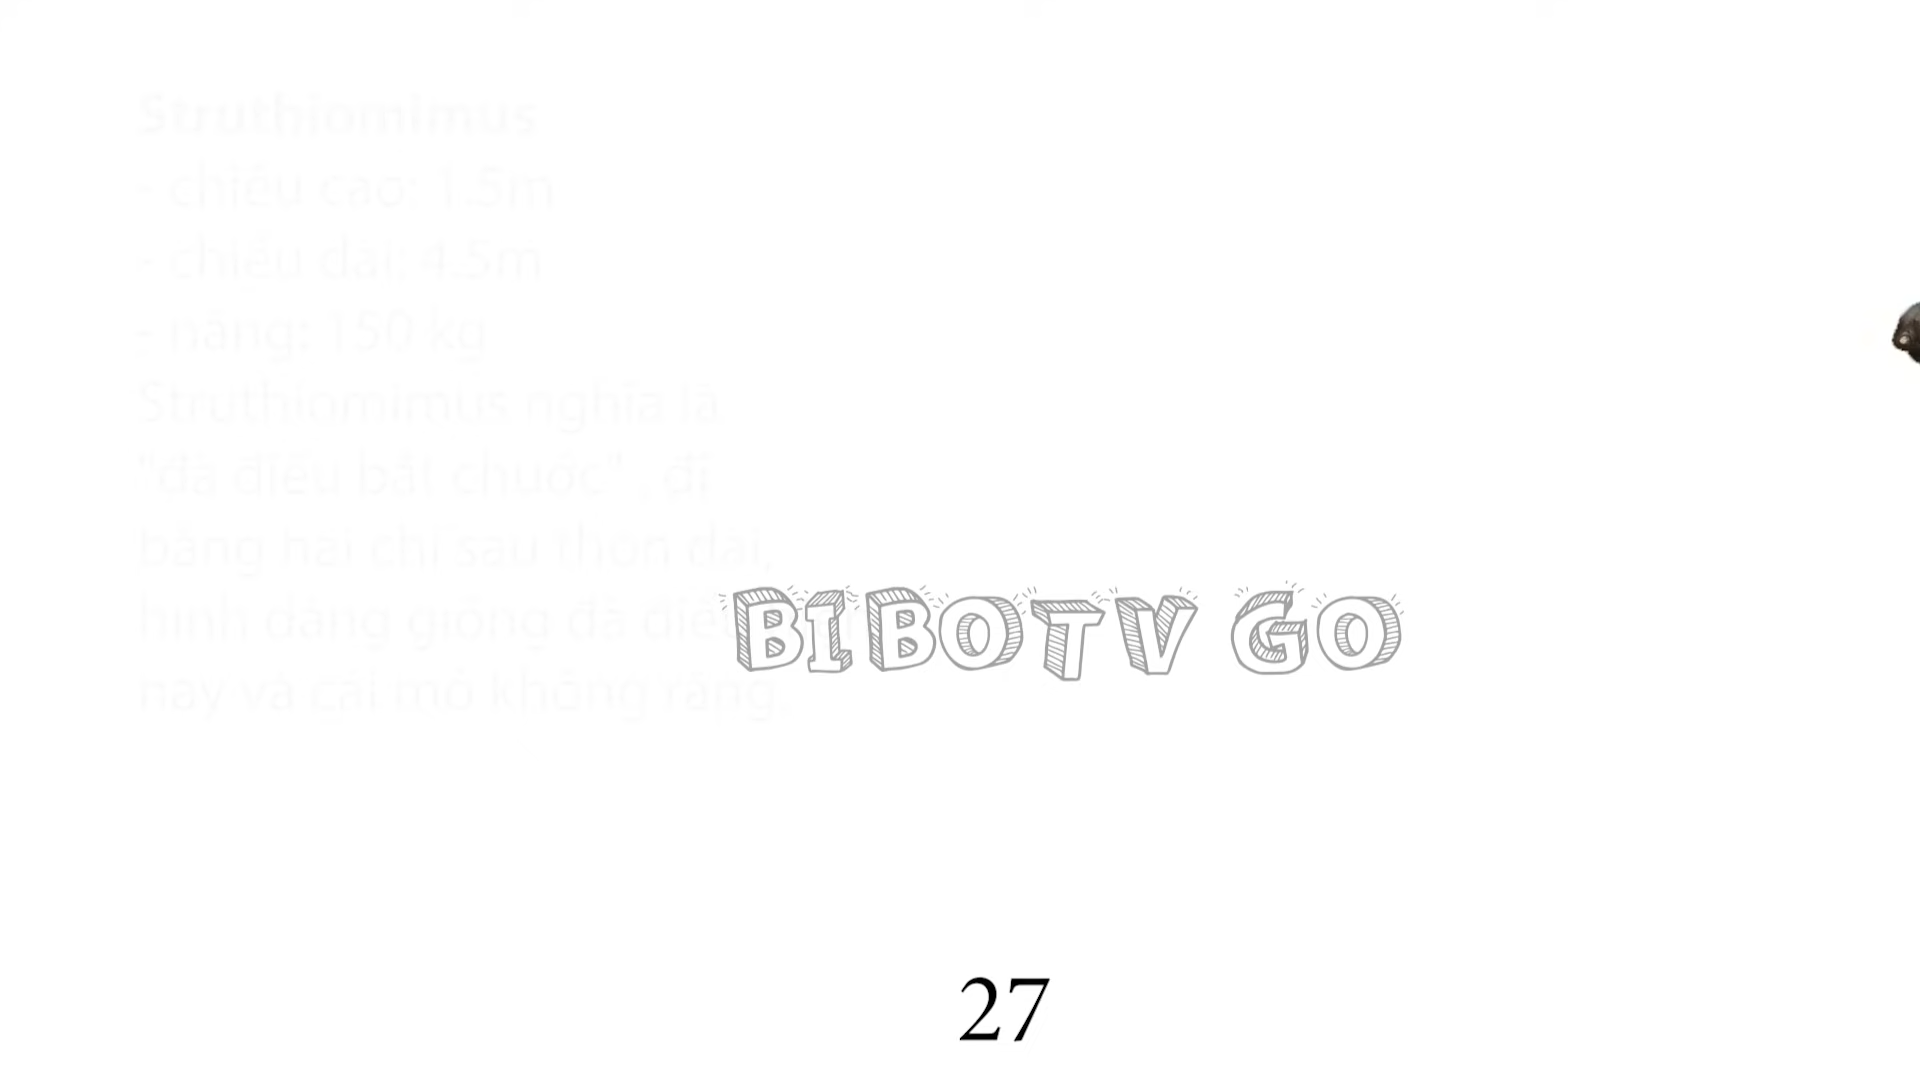 Struthiomimus
- chiều cao: 1.5m
- chiều dài: 4.5m
- nặng: 150 kg
Struthiomimus nghĩa là
"đà điểu bắt chước" , đi
bằng hai chi sau thon dài,
hình dáng giống đà điểu
nay và cái mỏ không răng.
BIBOTV GO
27